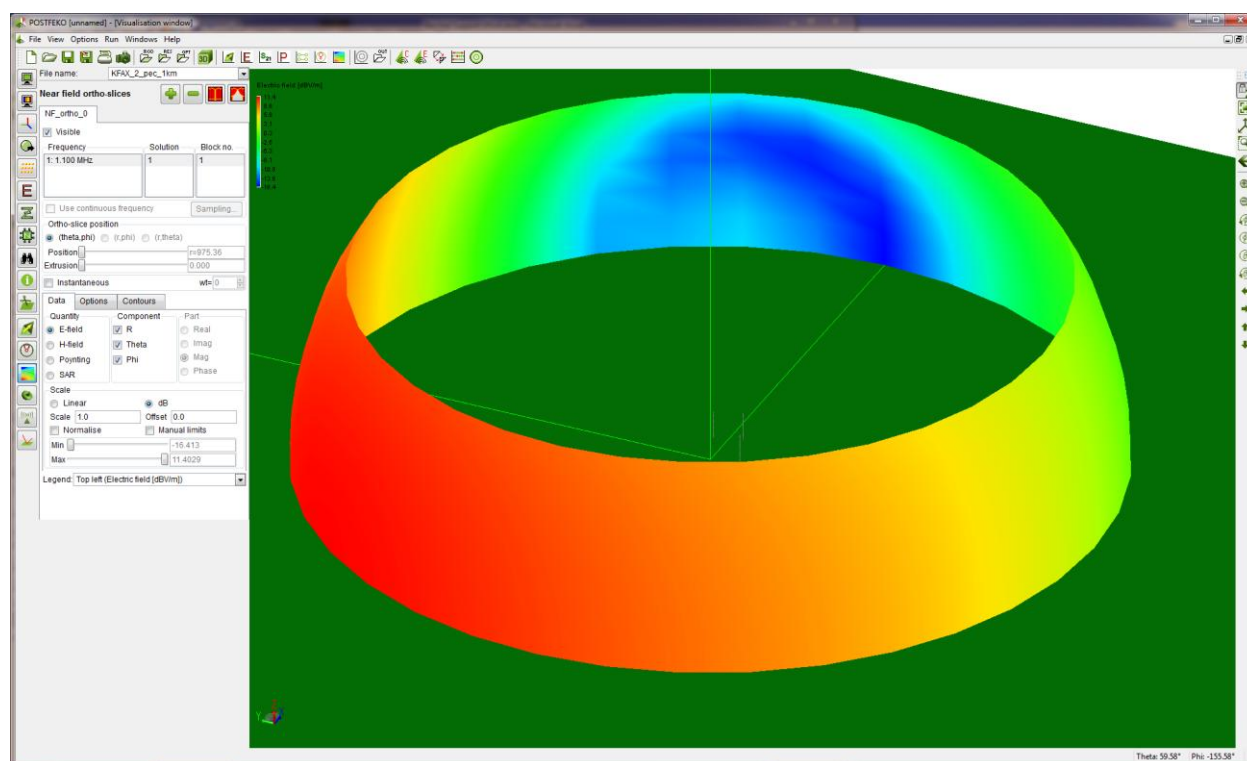 POSTFEKO [unnamed] - [Visualisation window]
File View Options Run Windows Help
File name: KFAX_2_pec_1km
Near field ortho-slices
NF_ortho_0
Visible
Frequency Solution Block no.
1: 1.100 MHz 1 1
Use continuous frequency Sampling...
Ortho-slice position
(theta,phi) (r,phi) (r,theta)
Position r=975.36
Extrusion 0.000
Instantaneous wt= 0
Data Options Contours
Quantity Component Part
E-field R Real
H-field Theta Imag
Poynting Phi Mag
SAR Phase
Scale
Linear dB
Scale 1.0 Offset 0.0
Normalise Manual limits
Min -16.413
Max 11.4029
Legend: Top left (Electric field [dBV/m])
Electric field [dBV/m]
Theta: 59.58° Phi: -155.58°